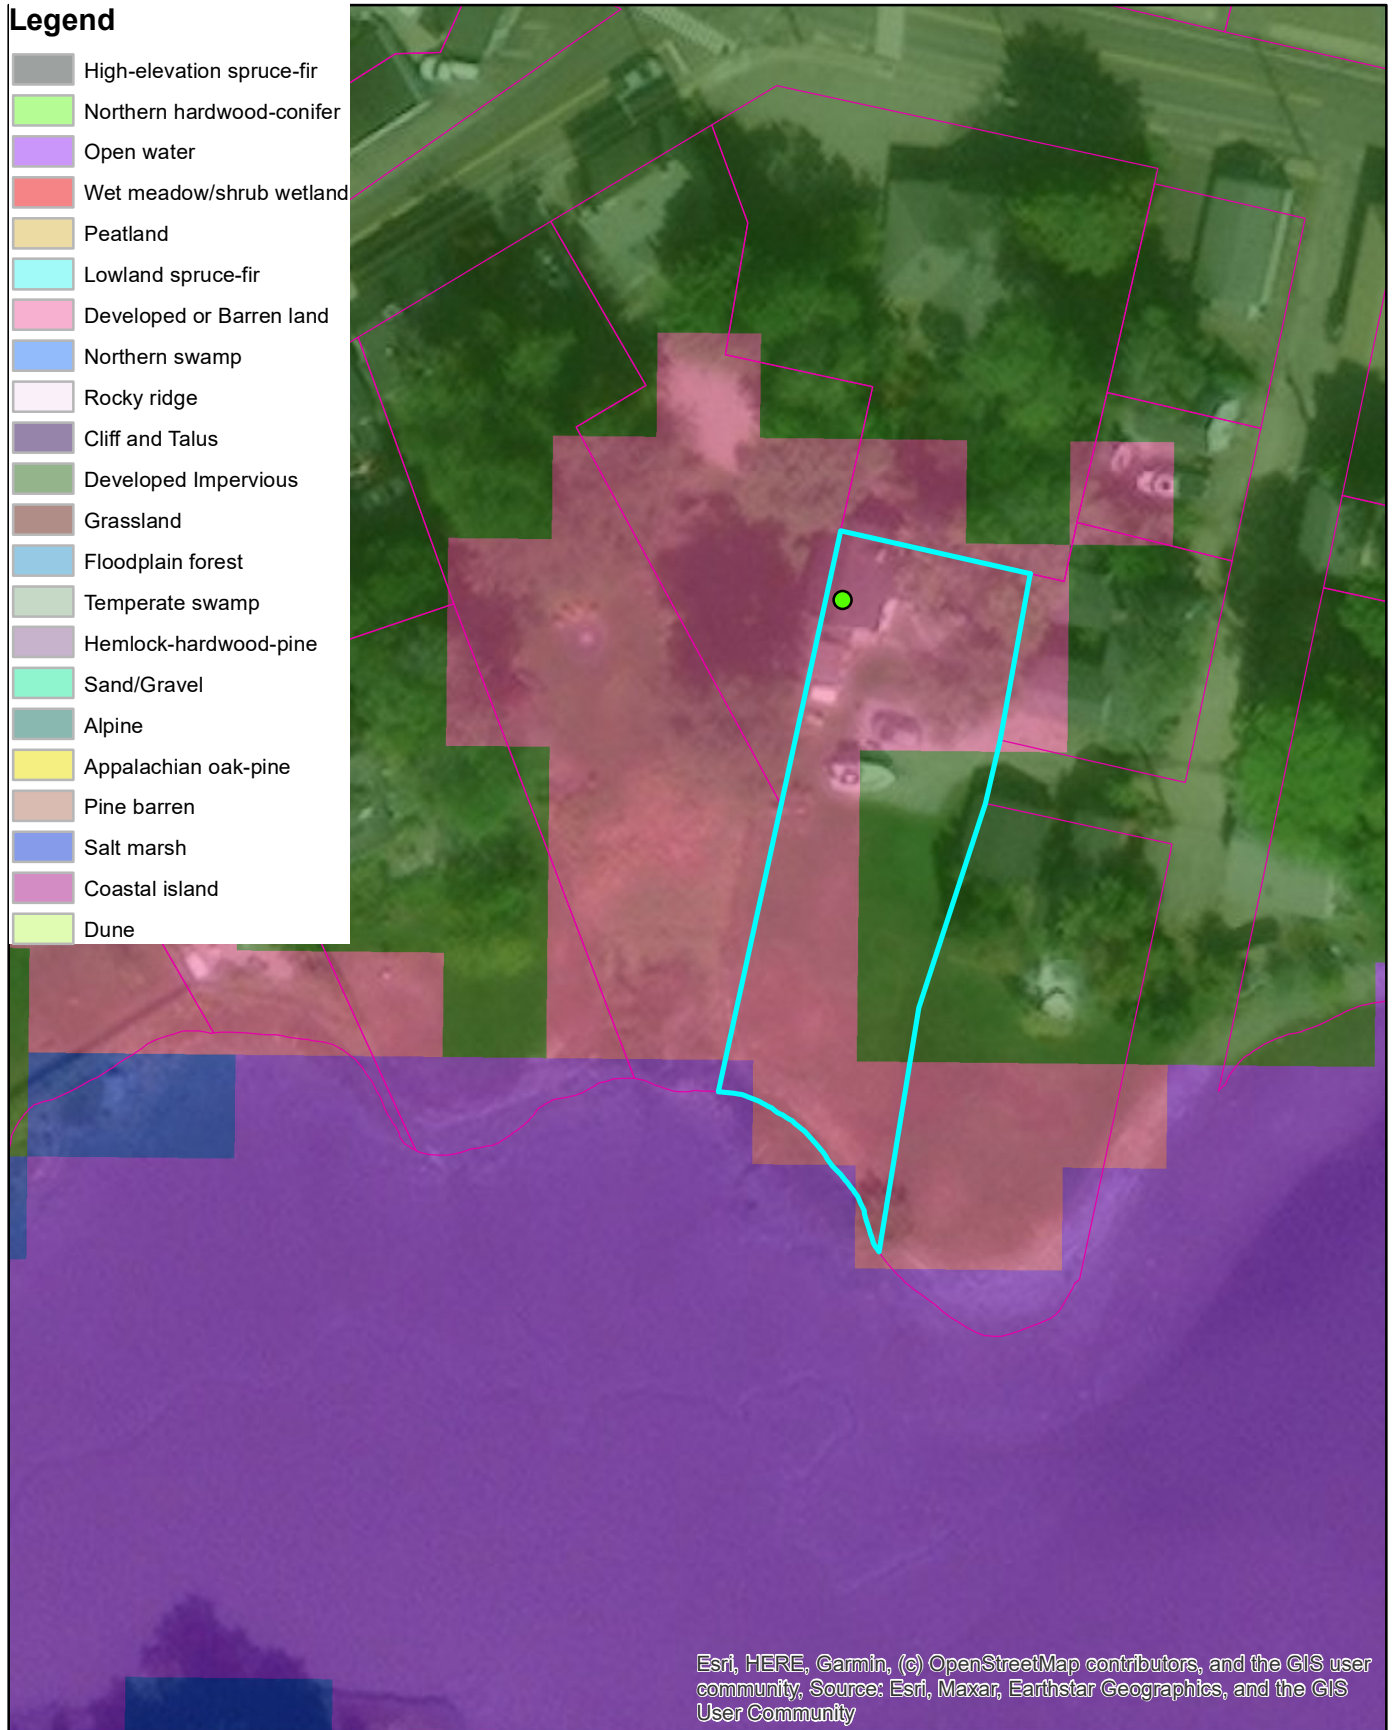 Legend
High-elevation spruce-fir
Northern hardwood-conifer
Open water
Wet meadow/shrub wetland
Peatland
Lowland spruce-fir
Developed or Barren land
Northern swamp
Rocky ridge
Cliff and Talus
Developed Impervious
Grassland
Floodplain forest
Temperate swamp
Hemlock-hardwood-pine
Sand/Gravel
Alpine
Appalachian oak-pine
Pine barren
Salt marsh
Coastal island
Dune
Esri, HERE, Garmin, (c) OpenStreetMap contributors, and the GIS user
community, Source: Esri, Maxar, Earthstar Geographics, and the GIS
User Community